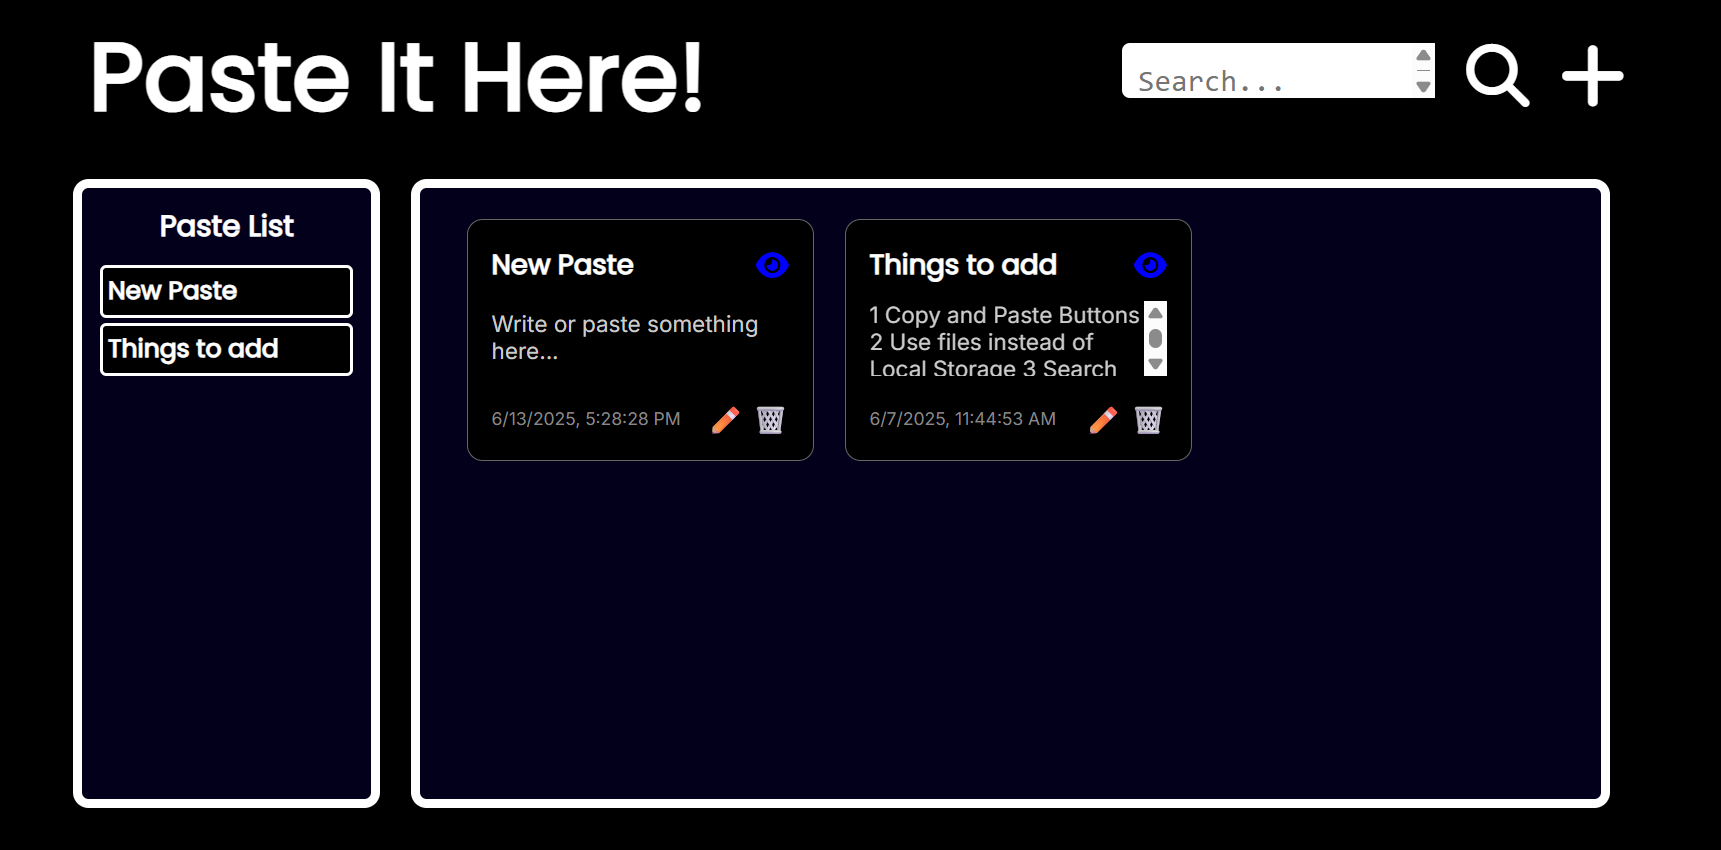 Paste It Here!
Search...
Paste List
New Paste
Things to add
New Paste
Write or paste something
here...
6/13/2025, 5:28:28 PM
Things to add
1 Copy and Paste Buttons
2 Use files instead of
Local Storage 3 Search
6/7/2025, 11:44:53 AM